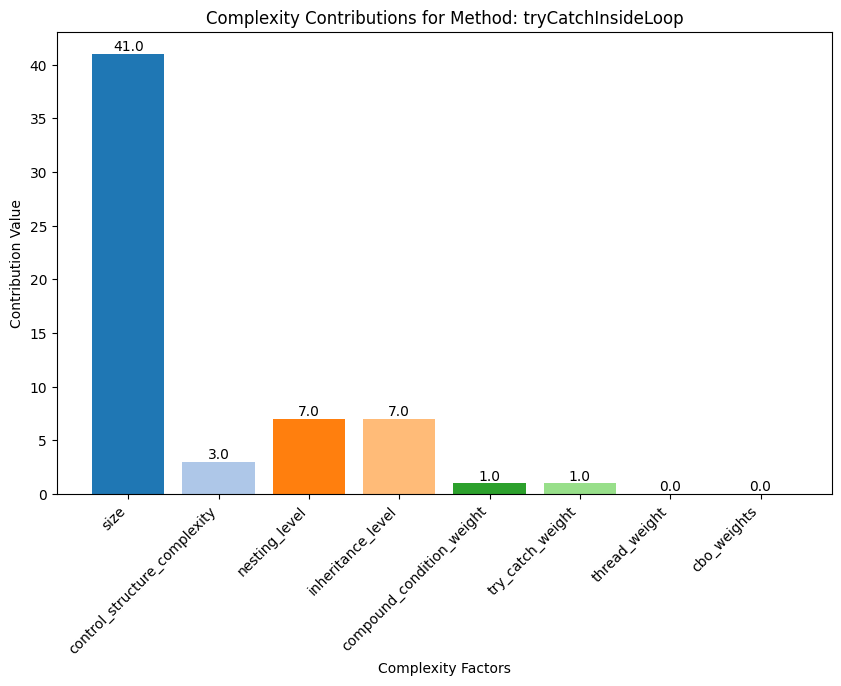 Complexity Contributions for Method: tryCatchInsideLoop
Contribution Value
40
35
30
25
20
15
10
5
0
41.0
3.0
7.0
7.0
1.0
1.0
0.0
0.0
size
control_structure_complexity
nesting_level
inheritance_level
compound_condition_weight
try_catch_weight
thread_weight
cbo_weights
Complexity Factors